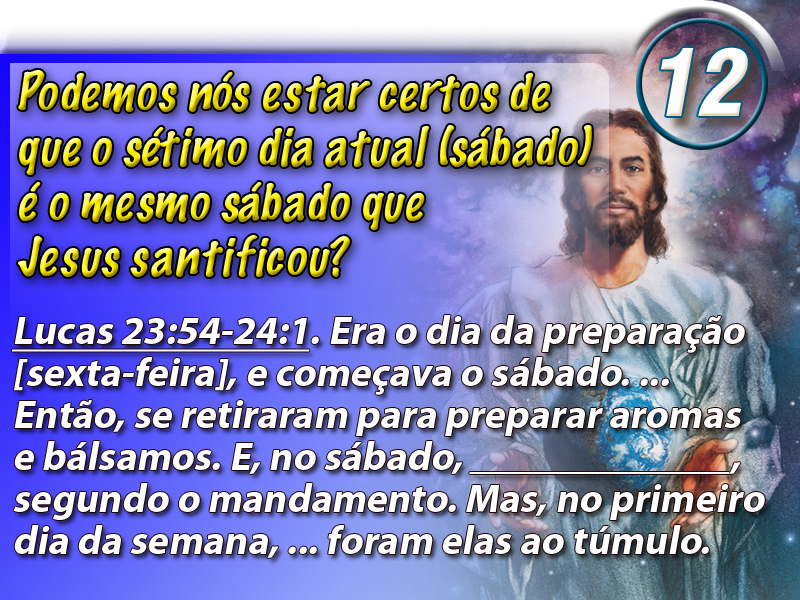 12
Podemos nós estar certos de
que o sétimo dia atual (sábado)
é o mesmo sábado que
Jesus santificou?
Lucas 23:54-24:1. Era o dia da preparação
[sexta-feira], e começava o sábado. ...
Então, se retiraram para preparar aromas
e bálsamos. E, no sábado, _____________,
segundo o mandamento. Mas, no primeiro
dia da semana, ... foram elas ao túmulo.